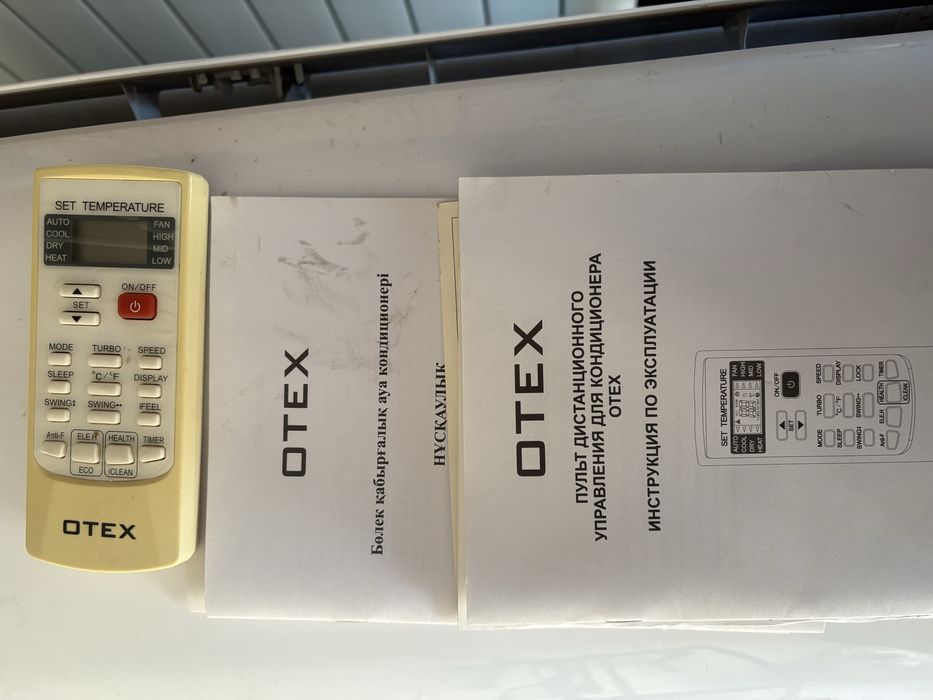 SET TEMPERATURE
AUTO
COOL
DRY
HEAT
FAN
HIGH
MID
LOW
ON/OFF
SET
MODE TURBO SPEED
SLEEP °C/°F DISPLAY
SWING↕ SWING↔ iFEEL
Anti-F ELE.H HEALTH TIMER
ECO iCLEAN
OTEX
OTEX
Бөлек қабырғалық ауа кондиционері
НҰСҚАУЛЫҚ
OTEX
ПУЛЬТ ДИСТАНЦИОННОГО
УПРАВЛЕНИЯ ДЛЯ КОНДИЦИОНЕРА
OTEX
ИНСТРУКЦИЯ ПО ЭКСПЛУАТАЦИИ
SET TEMPERATURE
AUTO
COOL
DRY
HEAT
FAN
HIGH
MID
LOW
ON/OFF
SET
MODE TURBO SPEED
SLEEP °C/°F DISPLAY
SWING↕ SWING↔ LOCK
Anti-F ELE.H HEALTH TIMER
iCLEAN